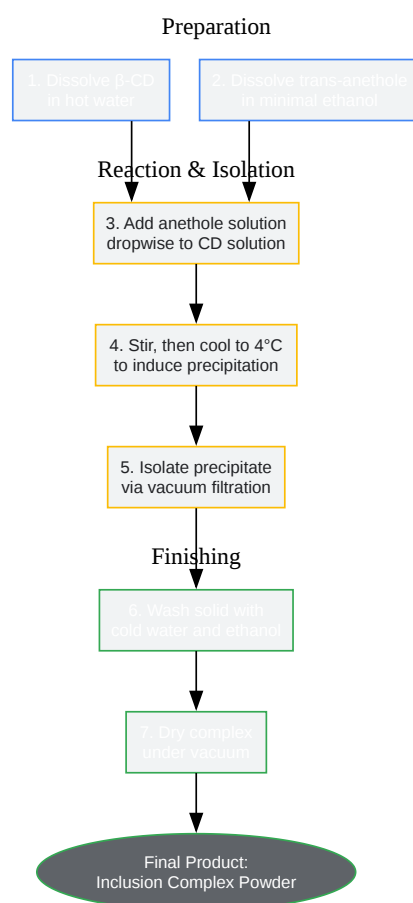 Preparation
1. Dissolve β-CD
in hot water
2. Dissolve trans-anethole
in minimal ethanol
Reaction & Isolation
3. Add anethole solution
dropwise to CD solution
4. Stir, then cool to 4°C
to induce precipitation
5. Isolate precipitate
via vacuum filtration
Finishing
6. Wash solid with
cold water and ethanol
7. Dry complex
under vacuum
Final Product:
Inclusion Complex Powder